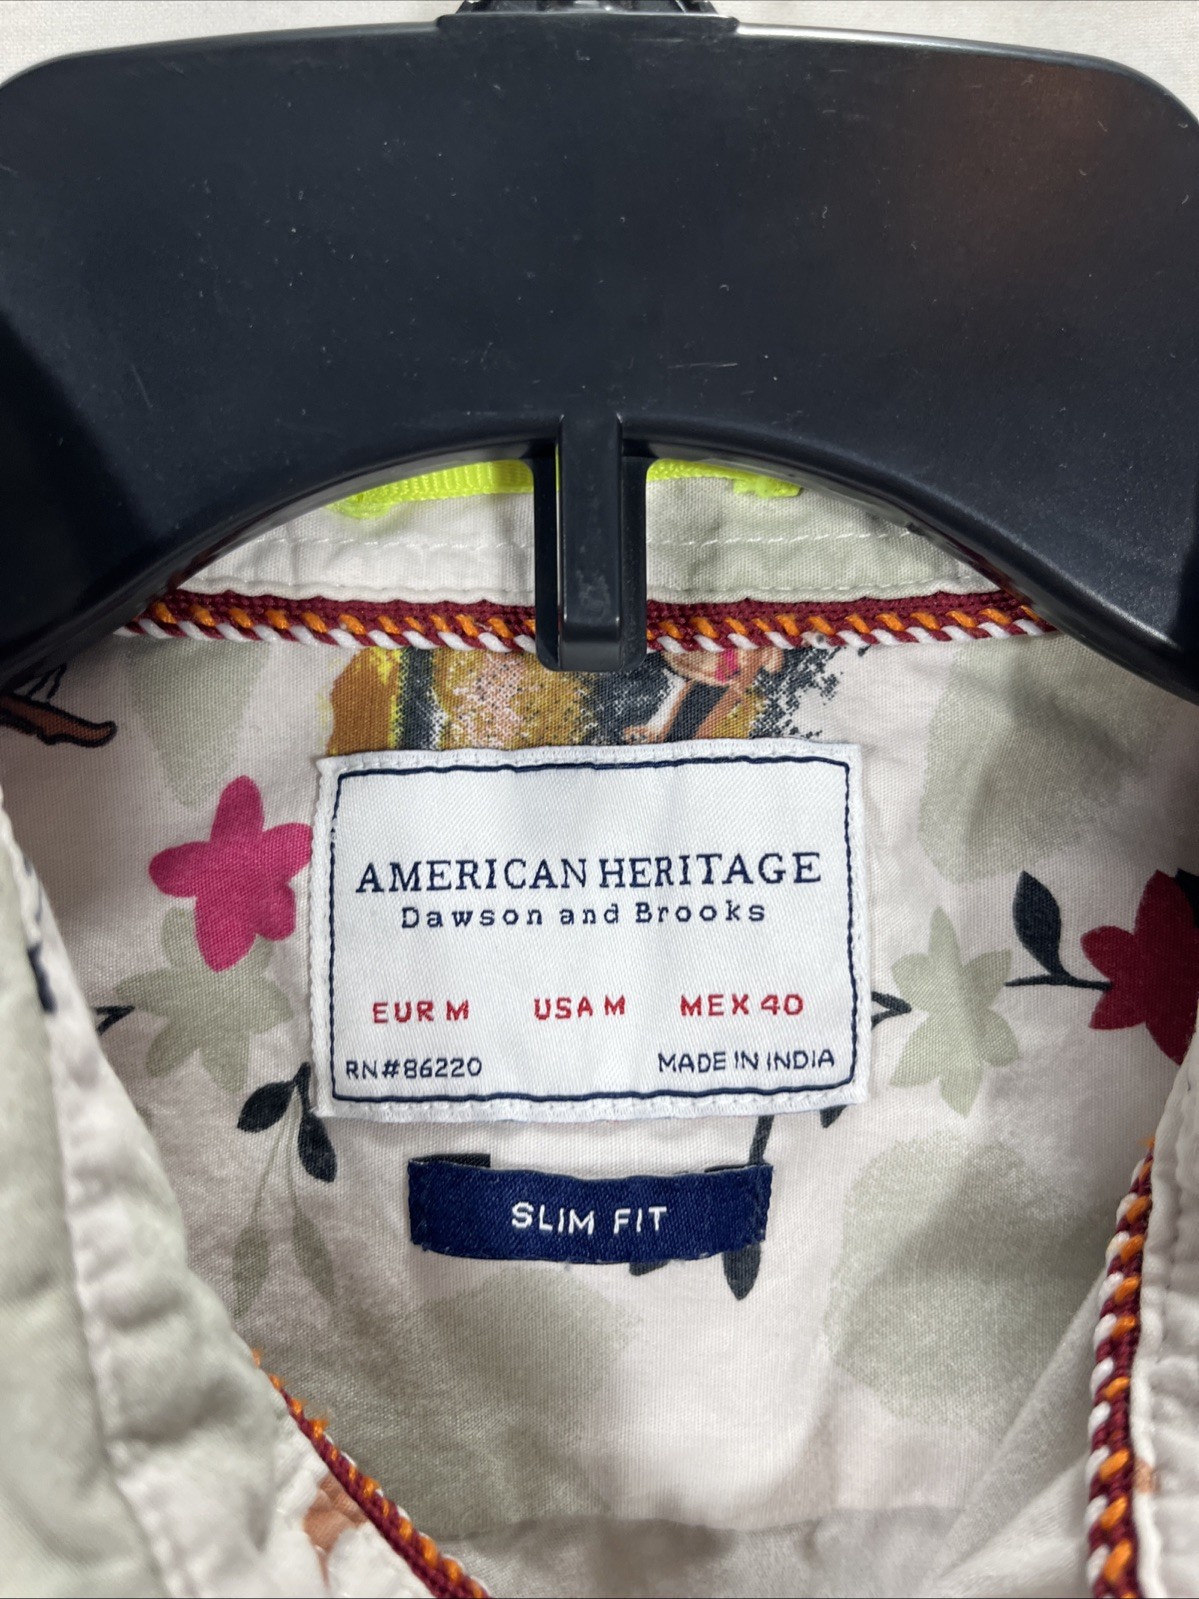 AMERICAN HERITAGE
Dawson and Brooks
EUR M USA M MEX 40
RN#86220 MADE IN INDIA
SLIM FIT